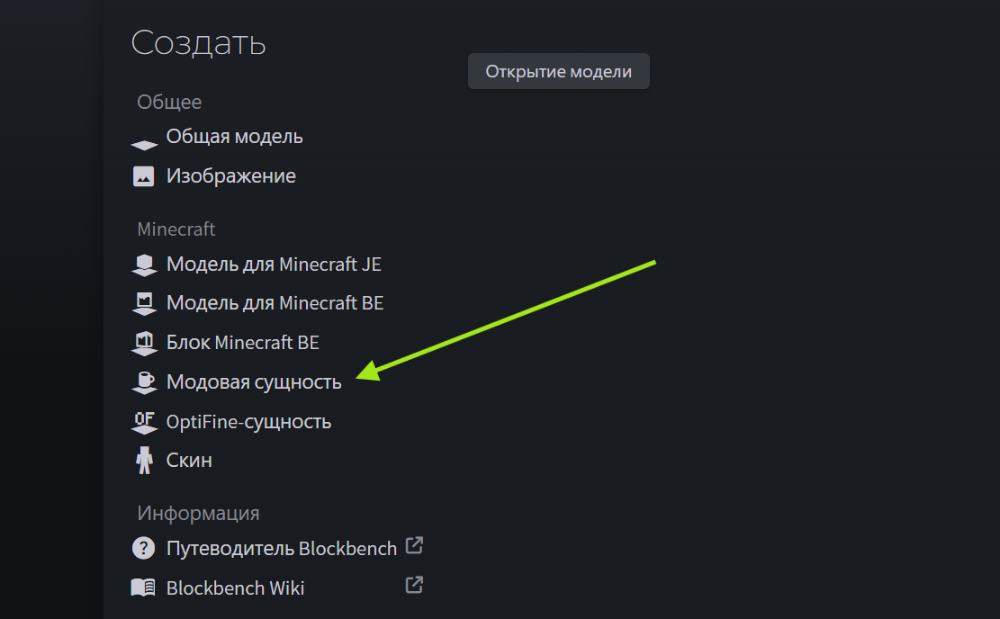 Создать
Открытие модели
Общее
Общая модель
Изображение
Minecraft
Модель для Minecraft JE
Модель для Minecraft BE
Блок Minecraft BE
Модовая сущность
OF OptiFine-сущность
Скин
Информация
? Путеводитель Blockbench
Blockbench Wiki